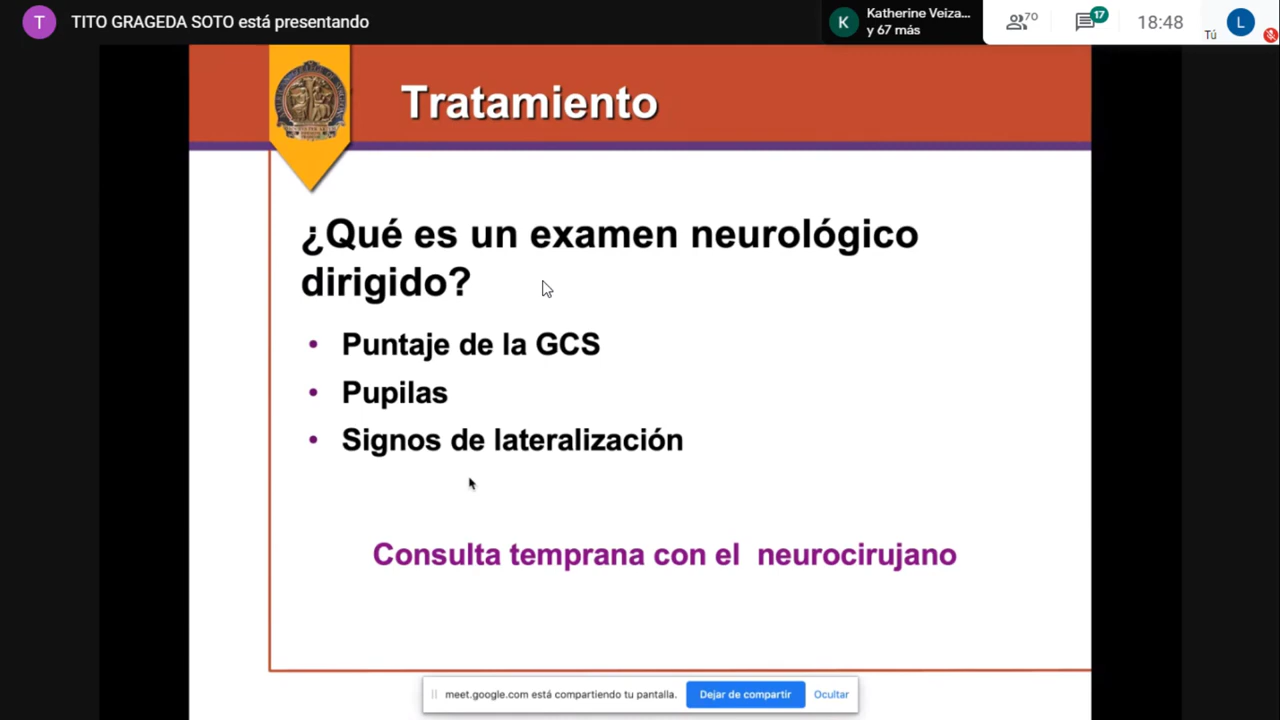 T TITO GRAGEDA SOTO está presentando
K Katherine Veiza...
y 67 más
70
17
18:48
Tú
L
Tratamiento
¿Qué es un examen neurológico
dirigido?
• Puntaje de la GCS
• Pupilas
• Signos de lateralización
Consulta temprana con el neurocirujano
meet.google.com está compartiendo tu pantalla. Dejar de compartir Ocultar